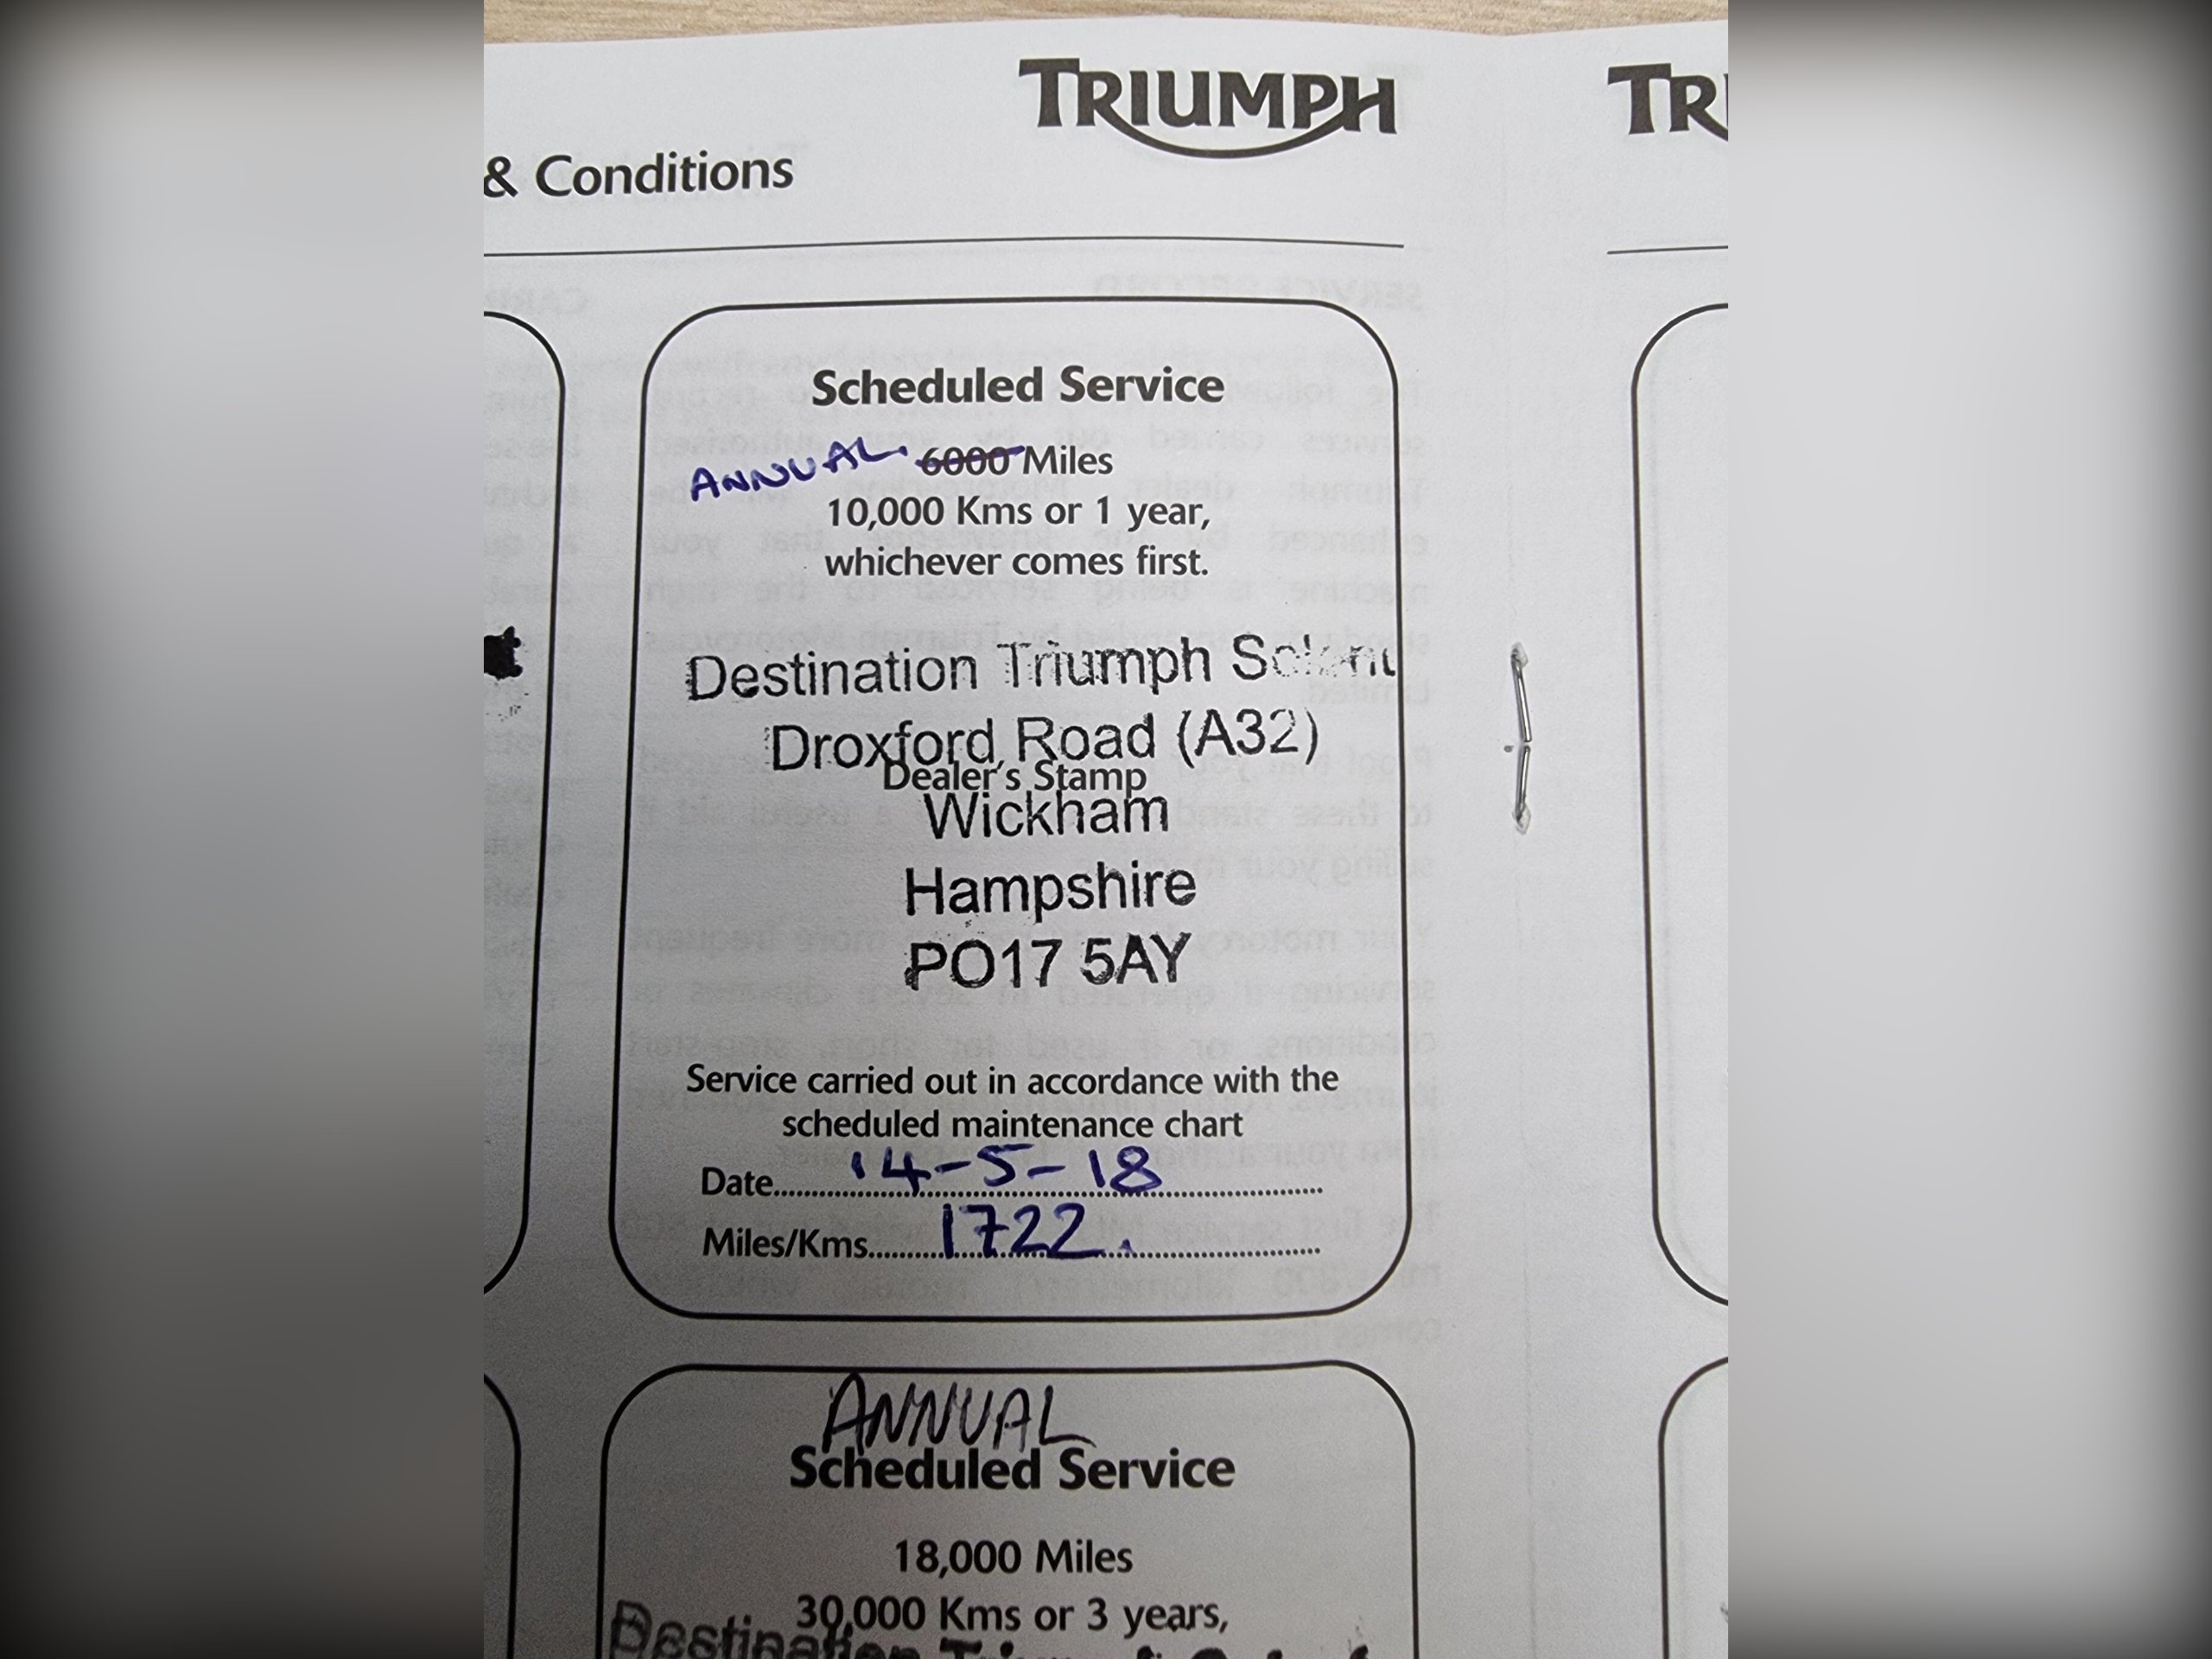 TRIUMPH
& Conditions
Scheduled Service
ANNUAL. 6000 Miles
10,000 Kms or 1 year,
whichever comes first.
Destination Triumph Solent
Droxford Road (A32)
Dealer's Stamp
Wickham
Hampshire
PO17 5AY
Service carried out in accordance with the
scheduled maintenance chart
Date 14-5-18
Miles/Kms 1722.
ANNUAL
Scheduled Service
18,000 Miles
30,000 Kms or 3 years,
Destination Triumph
TR